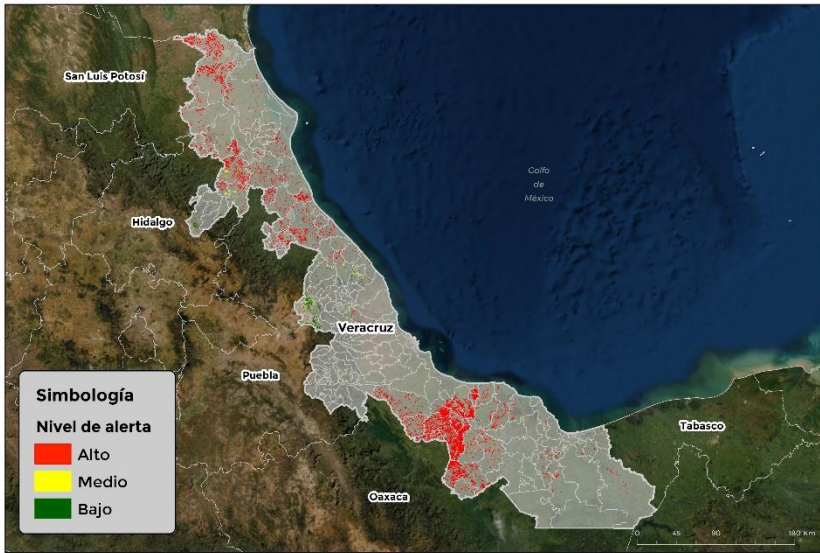 San Luis Potosí
Golfo
de
México
Hidalgo
Veracruz
Puebla
Tabasco
Oaxaca
Simbología
Nivel de alerta
Alto
Medio
Bajo
0 45 90 180 Km